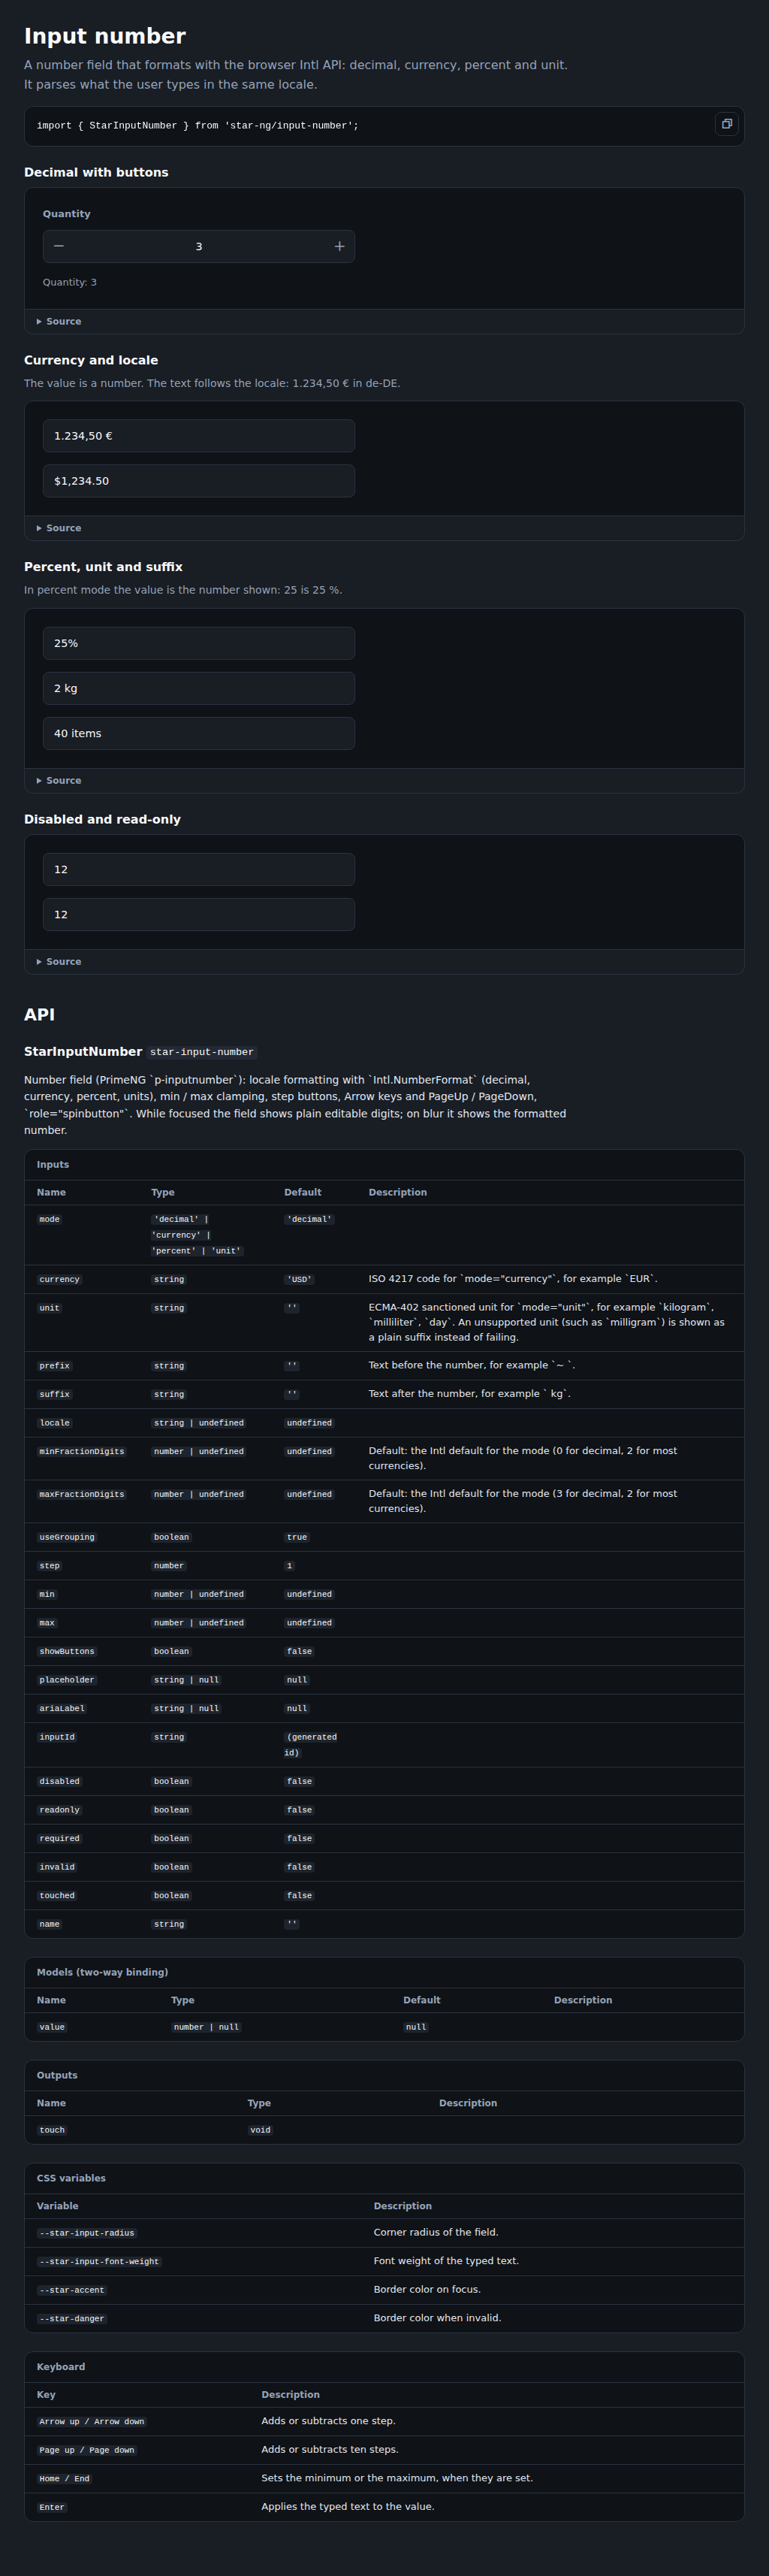 Input number
A number field that formats with the browser Intl API: decimal, currency, percent and unit.
It parses what the user types in the same locale.
import { StarInputNumber } from 'star-ng/input-number';
Decimal with buttons
Quantity
− 3 +
Quantity: 3
▶ Source
Currency and locale
The value is a number. The text follows the locale: 1.234,50 € in de-DE.
1.234,50 €
$1,234.50
▶ Source
Percent, unit and suffix
In percent mode the value is the number shown: 25 is 25 %.
25%
2 kg
40 items
▶ Source
Disabled and read-only
12
12
▶ Source
API
StarInputNumber star-input-number
Number field (PrimeNG `p-inputnumber`): locale formatting with `Intl.NumberFormat` (decimal,
currency, percent, units), min / max clamping, step buttons, Arrow keys and PageUp / PageDown,
`role="spinbutton"`. While focused the field shows plain editable digits; on blur it shows the formatted
number.
Inputs
Name Type Default Description
mode 'decimal' | 'decimal'
'currency' |
'percent' | 'unit'
currency string 'USD' ISO 4217 code for `mode="currency"`, for example `EUR`.
unit string '' ECMA-402 sanctioned unit for `mode="unit"`, for example `kilogram`,
`milliliter`, `day`. An unsupported unit (such as `milligram`) is shown as
a plain suffix instead of failing.
prefix string '' Text before the number, for example `~ `.
suffix string '' Text after the number, for example ` kg`.
locale string | undefined undefined
minFractionDigits number | undefined undefined Default: the Intl default for the mode (0 for decimal, 2 for most
currencies).
maxFractionDigits number | undefined undefined Default: the Intl default for the mode (3 for decimal, 2 for most
currencies).
useGrouping boolean true
step number 1
min number | undefined undefined
max number | undefined undefined
showButtons boolean false
placeholder string | null null
ariaLabel string | null null
inputId string (generated
id)
disabled boolean false
readonly boolean false
required boolean false
invalid boolean false
touched boolean false
name string ''
Models (two-way binding)
Name Type Default Description
value number | null null
Outputs
Name Type Description
touch void
CSS variables
Variable Description
--star-input-radius Corner radius of the field.
--star-input-font-weight Font weight of the typed text.
--star-accent Border color on focus.
--star-danger Border color when invalid.
Keyboard
Key Description
Arrow up / Arrow down Adds or subtracts one step.
Page up / Page down Adds or subtracts ten steps.
Home / End Sets the minimum or the maximum, when they are set.
Enter Applies the typed text to the value.